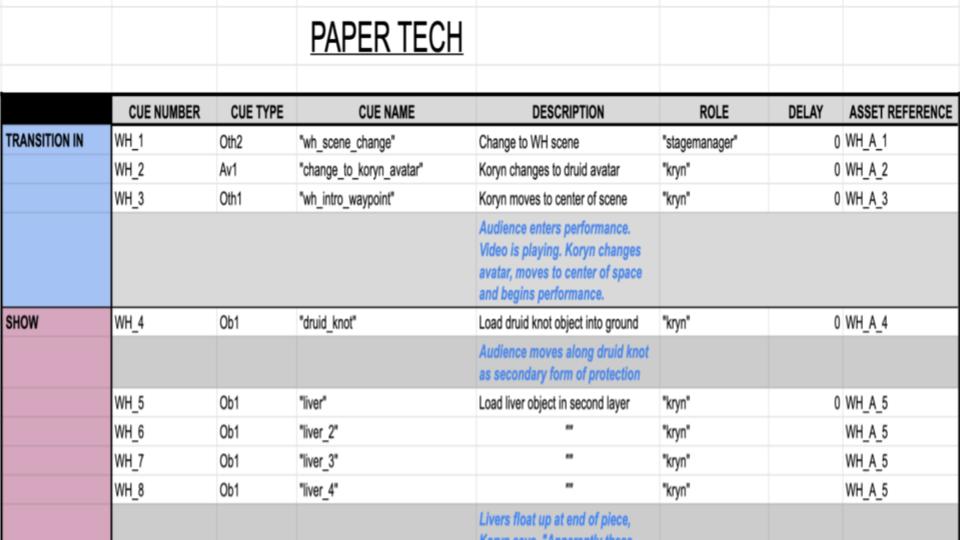 PAPER TECH
CUE NUMBER CUE TYPE CUE NAME DESCRIPTION ROLE DELAY ASSET REFERENCE
TRANSITION IN WH_1 Oth2 "wh_scene_change" Change to WH scene "stagemanager" 0 WH_A_1
WH_2 Av1 "change_to_koryn_avatar" Koryn changes to druid avatar "kryn" 0 WH_A_2
WH_3 Oth1 "wh_intro_waypoint" Koryn moves to center of scene "kryn" 0 WH_A_3
Audience enters performance.
Video is playing. Koryn changes
avatar, moves to center of space
and begins performance.
SHOW WH_4 Ob1 "druid_knot" Load druid knot object into ground "kryn" 0 WH_A_4
Audience moves along druid knot
as secondary form of protection
WH_5 Ob1 "liver" Load liver object in second layer "kryn" 0 WH_A_5
WH_6 Ob1 "liver_2" "" "kryn" WH_A_5
WH_7 Ob1 "liver_3" "" "kryn" WH_A_5
WH_8 Ob1 "liver_4" "" "kryn" WH_A_5
Livers float up at end of piece,
Koryn says, "Apparently these